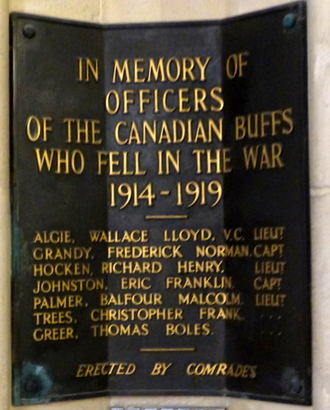 IN MEMORY OF
OFFICERS
OF THE CANADIAN BUFFS
WHO FELL IN THE WAR
1914-1919
ALGIE, WALLACE LLOYD, V.C. LIEUT
GRANDY, FREDERICK NORMAN, CAPT
HOCKEN, RICHARD HENRY, LIEUT
JOHNSTON, ERIC FRANKLIN, CAPT
PALMER, BALFOUR MALCOLM, LIEUT
TREES, CHRISTOPHER FRANK, ...
GREER, THOMAS BOLES. ...
ERECTED BY COMRADES